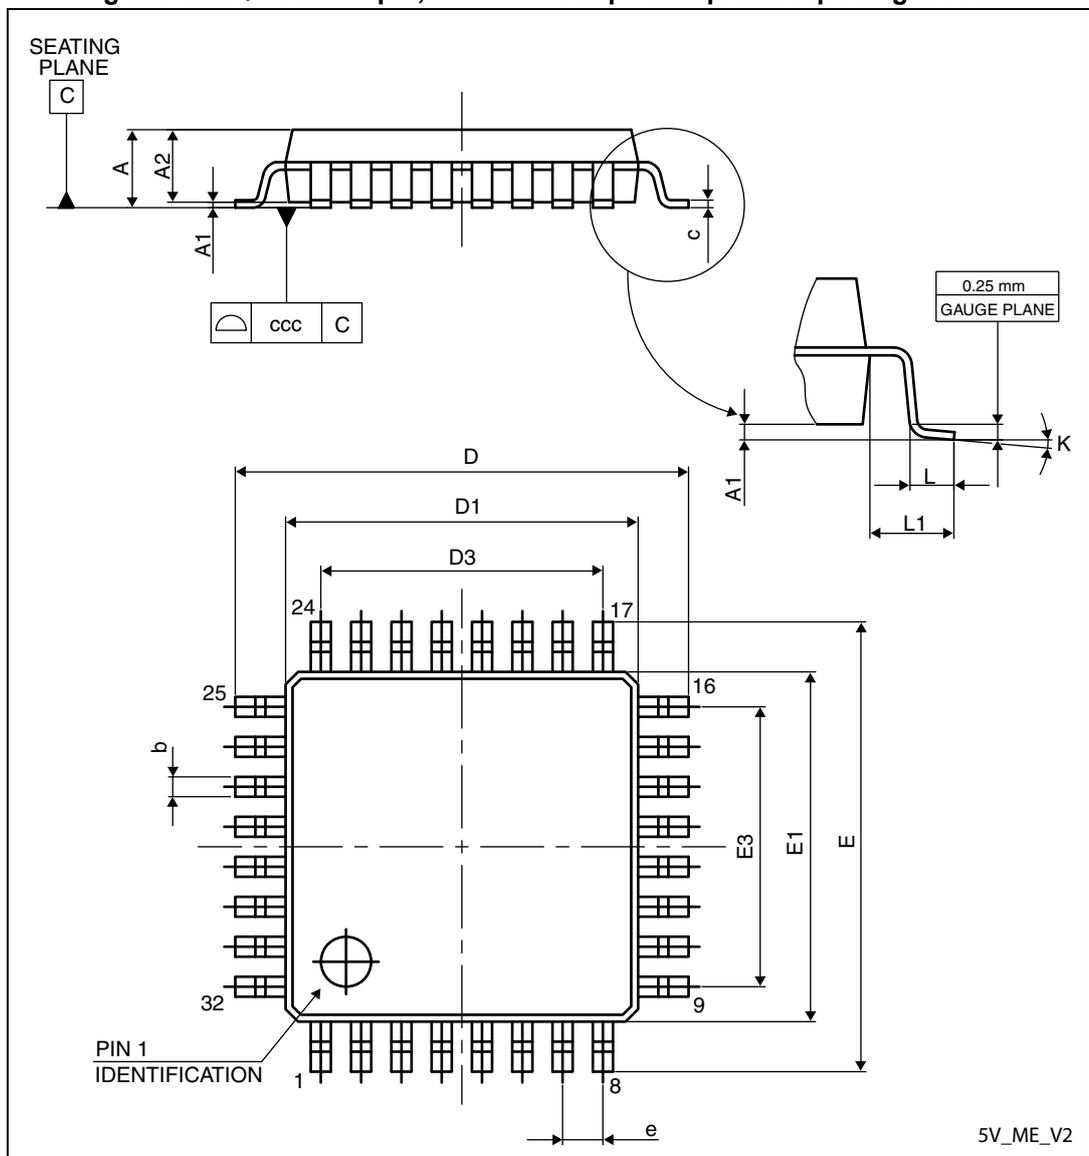 SEATING
PLANE
C
A
A2
A1
c
ccc
C
0.25 mm
GAUGE PLANE
K
A1
L
L1
D
D1
D3
24
17
25
16
b
E3
E1
E
32
9
PIN 1
IDENTIFICATION
1
8
e
5V_ME_V2